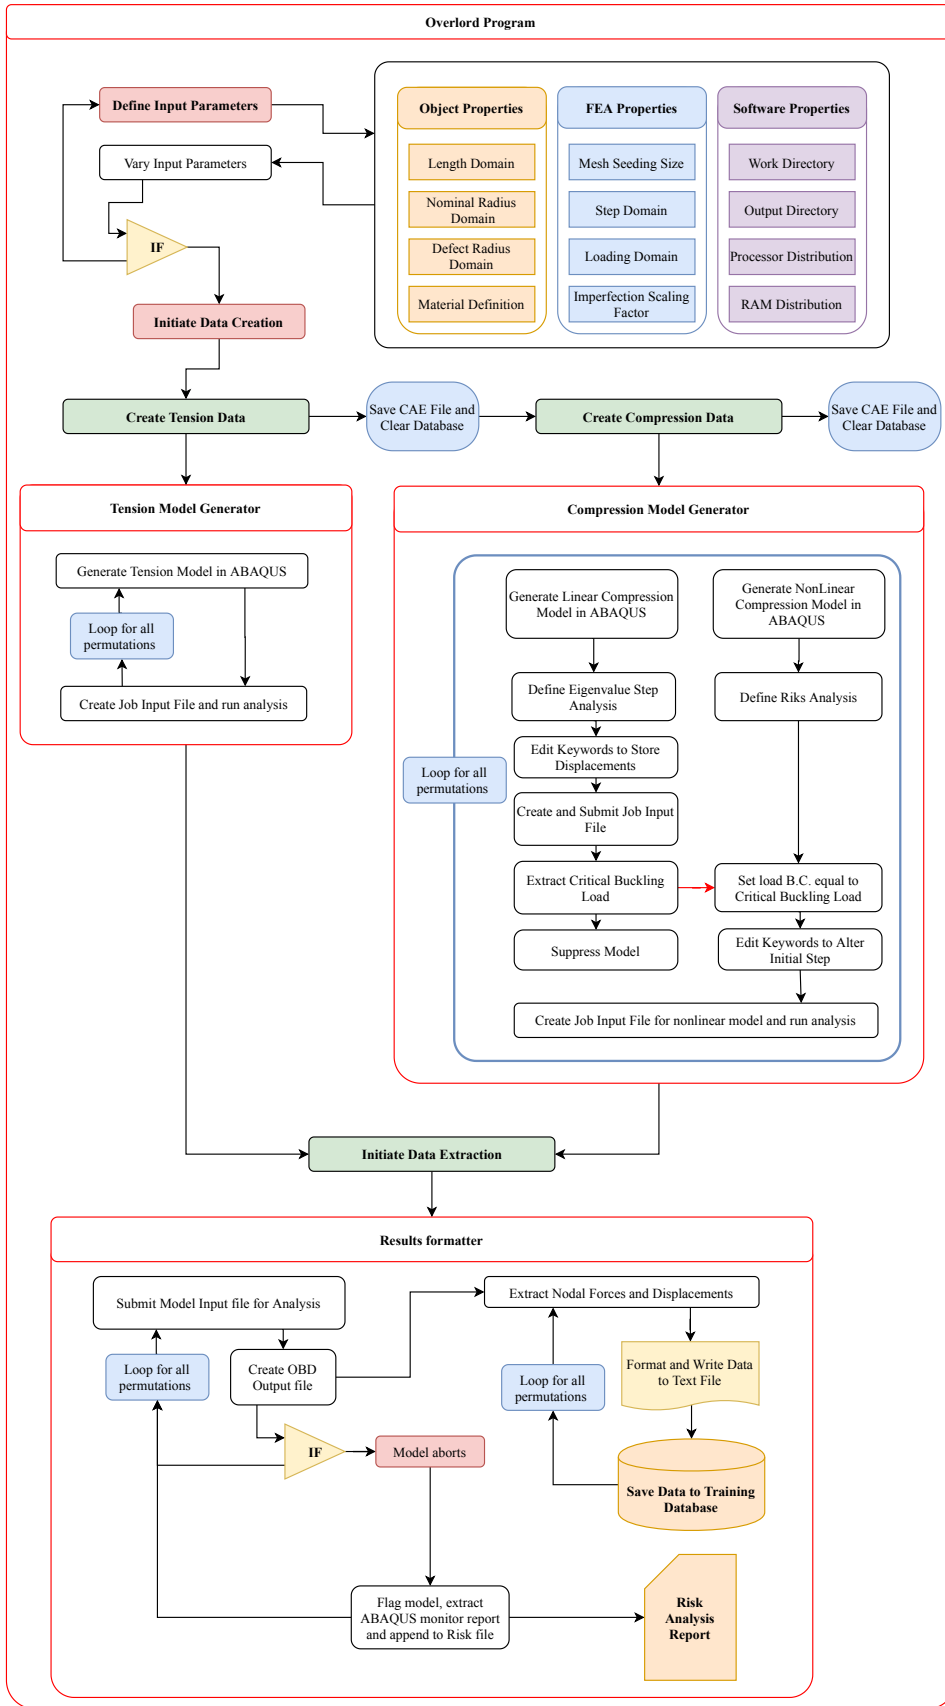 Overlord Program
Define Input Parameters
Vary Input Parameters
IF
Initiate Data Creation
Object Properties
Length Domain
Nominal Radius
Domain
Defect Radius
Domain
Material Definition
FEA Properties
Mesh Seeding Size
Step Domain
Loading Domain
Imperfection Scaling
Factor
Software Properties
Work Directory
Output Directory
Processor Distribution
RAM Distribution
Create Tension Data
Save CAE File and
Clear Database
Create Compression Data
Save CAE File and
Clear Database
Tension Model Generator
Generate Tension Model in ABAQUS
Loop for all
permutations
Create Job Input File and run analysis
Compression Model Generator
Generate Linear Compression
Model in ABAQUS
Define Eigenvalue Step
Analysis
Edit Keywords to Store
Displacements
Loop for all
permutations
Create and Submit Job Input
File
Extract Critical Buckling
Load
Suppress Model
Generate NonLinear
Compression Model in
ABAQUS
Define Riks Analysis
Set load B.C. equal to
Critical Buckling Load
Edit Keywords to Alter
Initial Step
Create Job Input File for nonlinear model and run analysis
Initiate Data Extraction
Results formatter
Submit Model Input file for Analysis
Loop for all
permutations
Create OBD
Output file
IF
Model aborts
Flag model, extract
ABAQUS monitor report
and append to Risk file
Extract Nodal Forces and Displacements
Loop for all
permutations
Format and Write Data
to Text File
Save Data to Training
Database
Risk
Analysis
Report